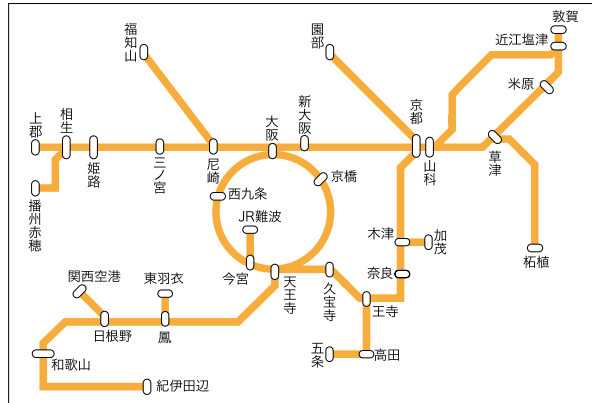 敦賀
福知山
園部
近江塩津
米原
上郡
相生
姫路
三ノ宮
尼崎
大阪
新大阪
京都
山科
草津
京橋
西九条
播州赤穂
JR難波
木津
加茂
柘植
奈良
今宮
天王寺
久宝寺
王寺
関西空港
東羽衣
日根野
鳳
五条
高田
和歌山
紀伊田辺